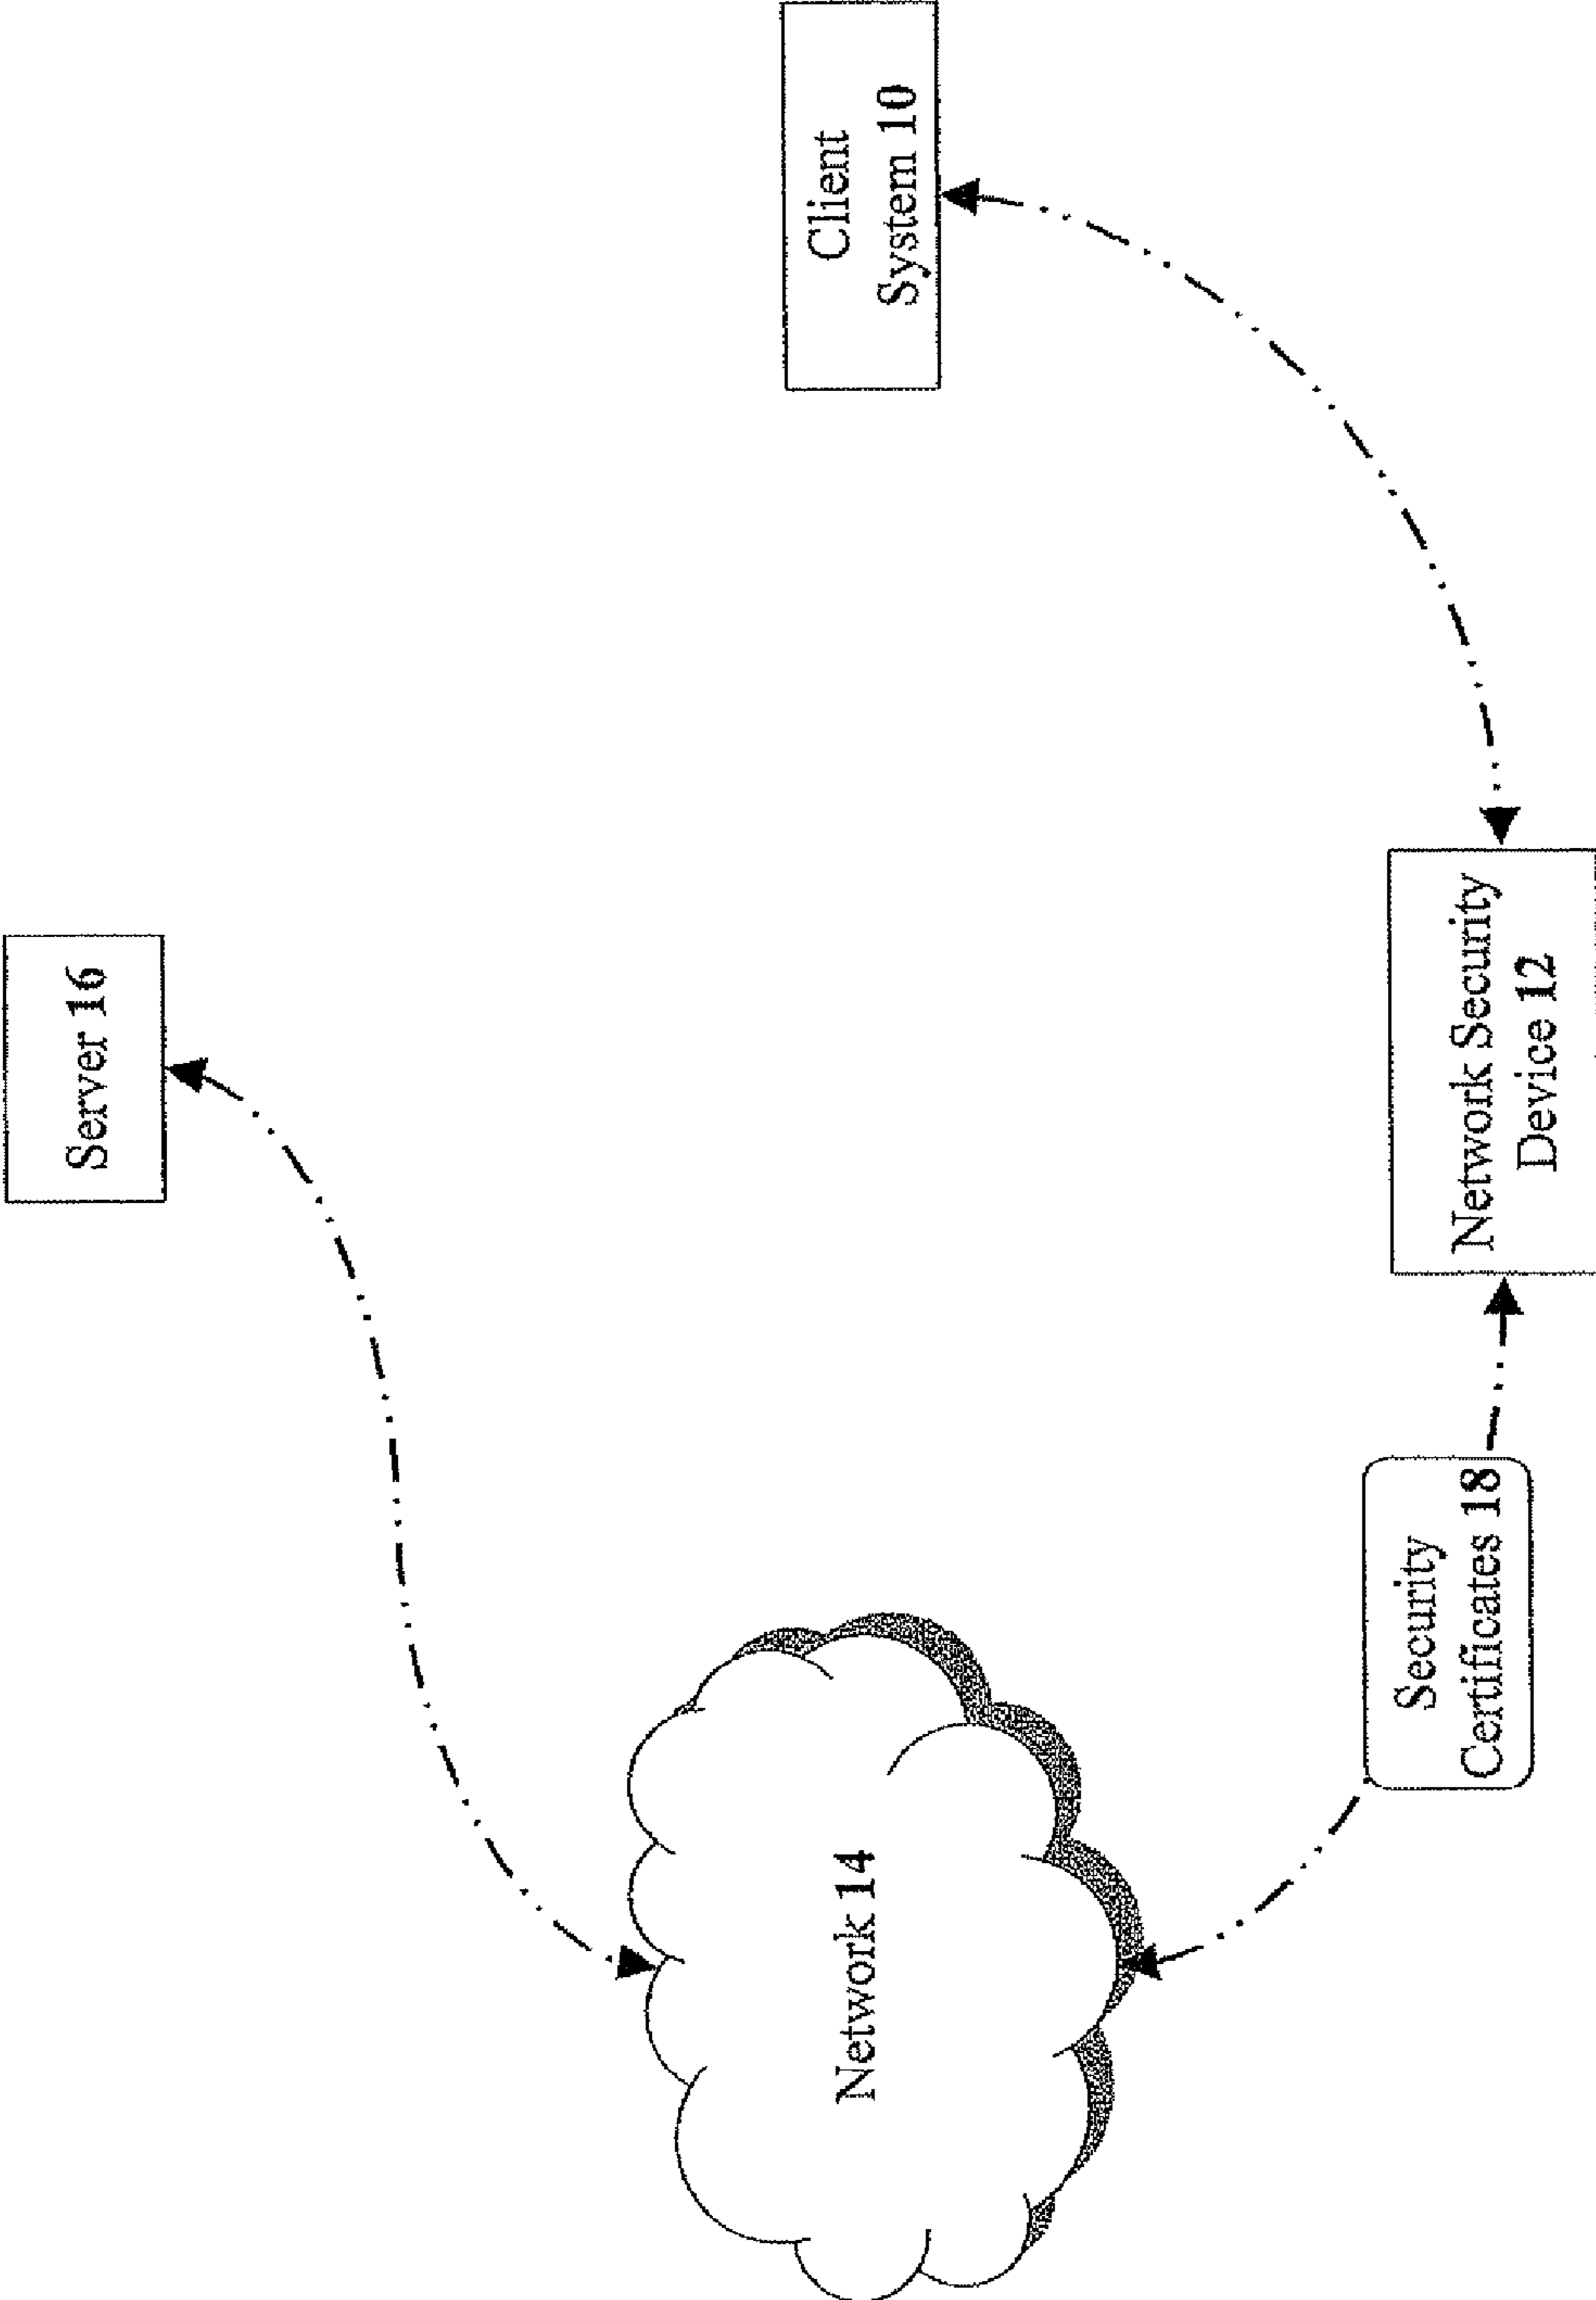 Server 16
Client
System 10
Network 14
Security
Certificates 18
Network Security
Device 12